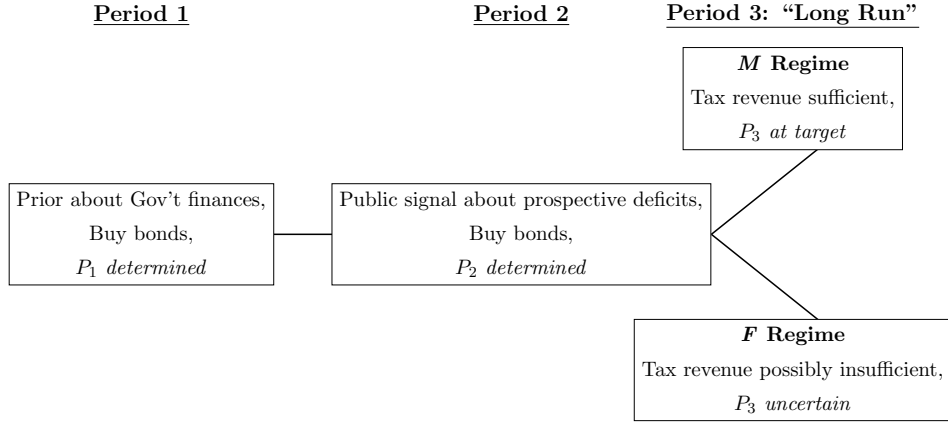 Period 1
Period 2
Period 3: “Long Run”
M Regime
Tax revenue sufficient,
P3 at target
Prior about Gov’t finances,
Buy bonds,
P1 determined
Public signal about prospective deficits,
Buy bonds,
P2 determined
F Regime
Tax revenue possibly insufficient,
P3 uncertain